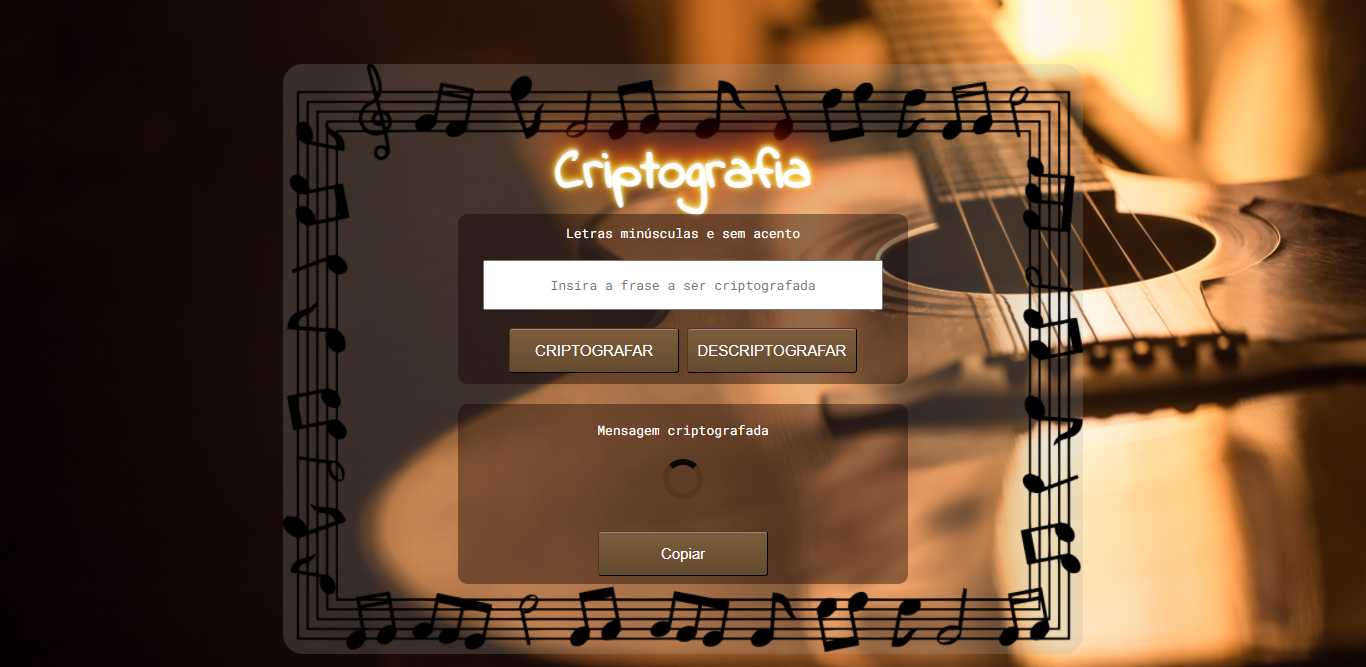 Criptografia
Letras minúsculas e sem acento
Insira a frase a ser criptografada
CRIPTOGRAFAR DESCRIPTOGRAFAR
Mensagem criptografada
Copiar